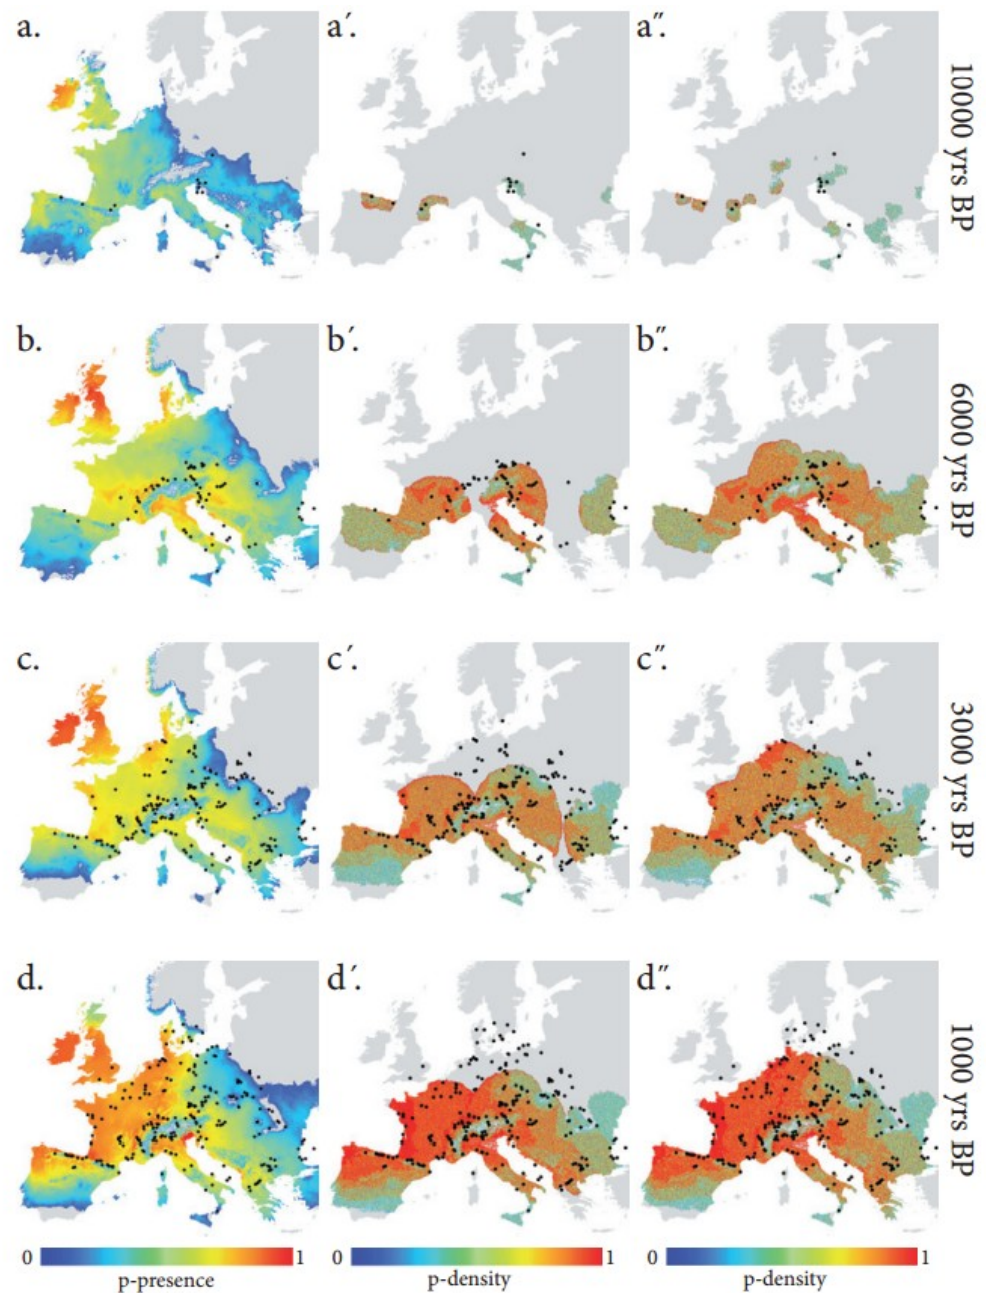 a.
a′.
a″.
10000 yrs BP
b.
b′.
b″.
6000 yrs BP
c.
c′.
c″.
3000 yrs BP
d.
d′.
d″.
1000 yrs BP
0 1
p-presence
0 1
p-density
0 1
p-density